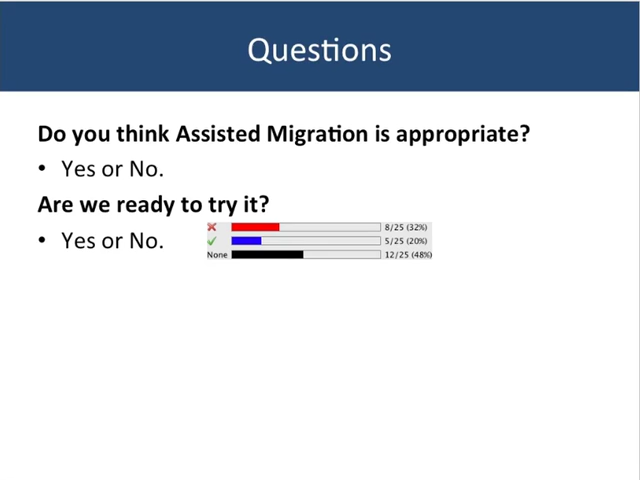 Questions
Do you think Assisted Migration is appropriate?
• Yes or No.
Are we ready to try it?
• Yes or No.
8/25 (32%)
5/25 (20%)
None 12/25 (48%)